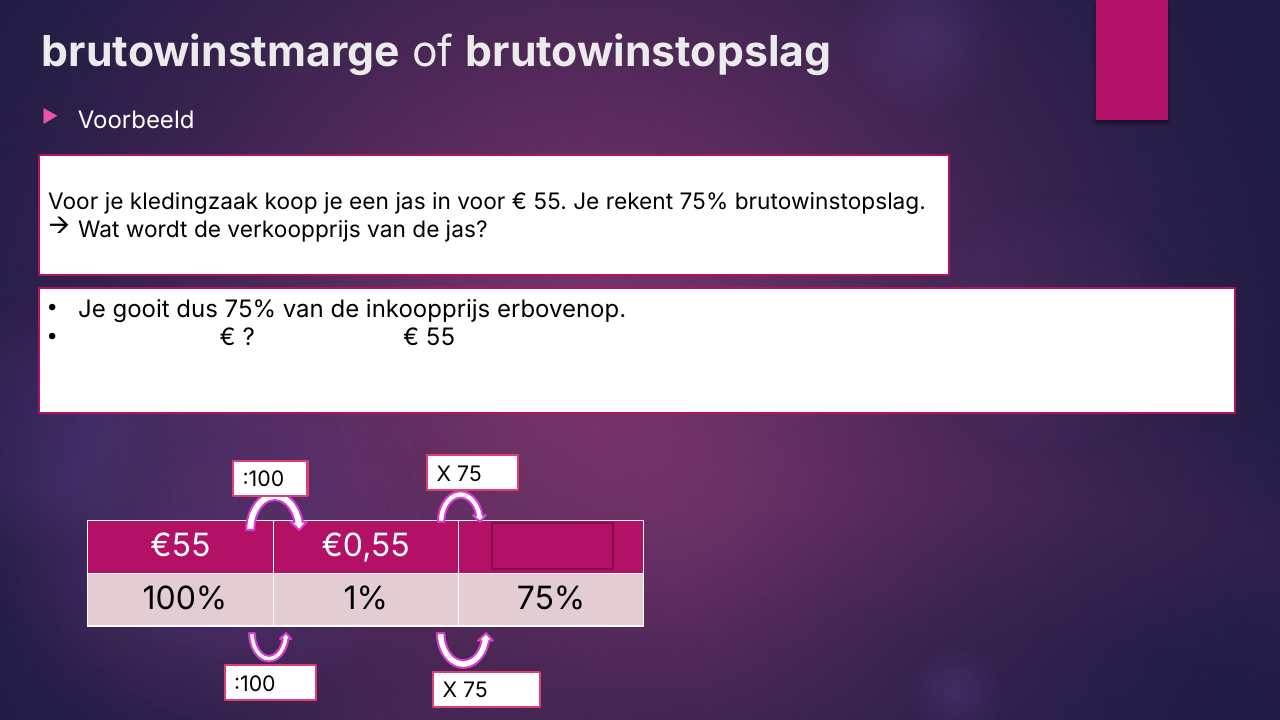 brutowinstmarge of brutowinstopslag
Voorbeeld
Voor je kledingzaak koop je een jas in voor € 55. Je rekent 75% brutowinstopslag.
→ Wat wordt de verkoopprijs van de jas?
• Je gooit dus 75% van de inkoopprijs erbovenop.
• € ? € 55
:100 X 75
€55 €0,55
100% 1% 75%
:100 X 75